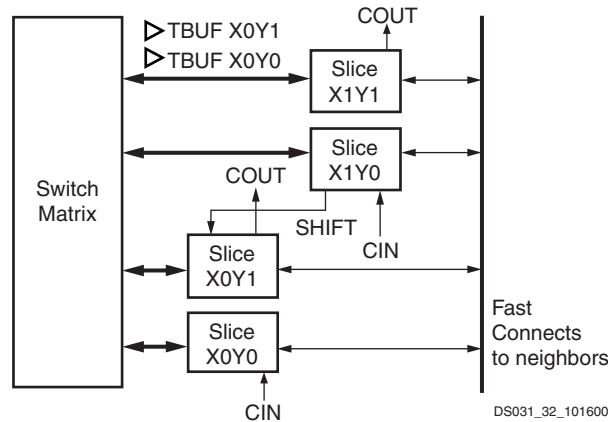 COUT
TBUF X0Y1
TBUF X0Y0
Slice
X1Y1
Slice
X1Y0
COUT
Switch
Matrix
SHIFT
CIN
Slice
X0Y1
Slice
X0Y0
Fast
Connects
to neighbors
CIN
DS031_32_101600